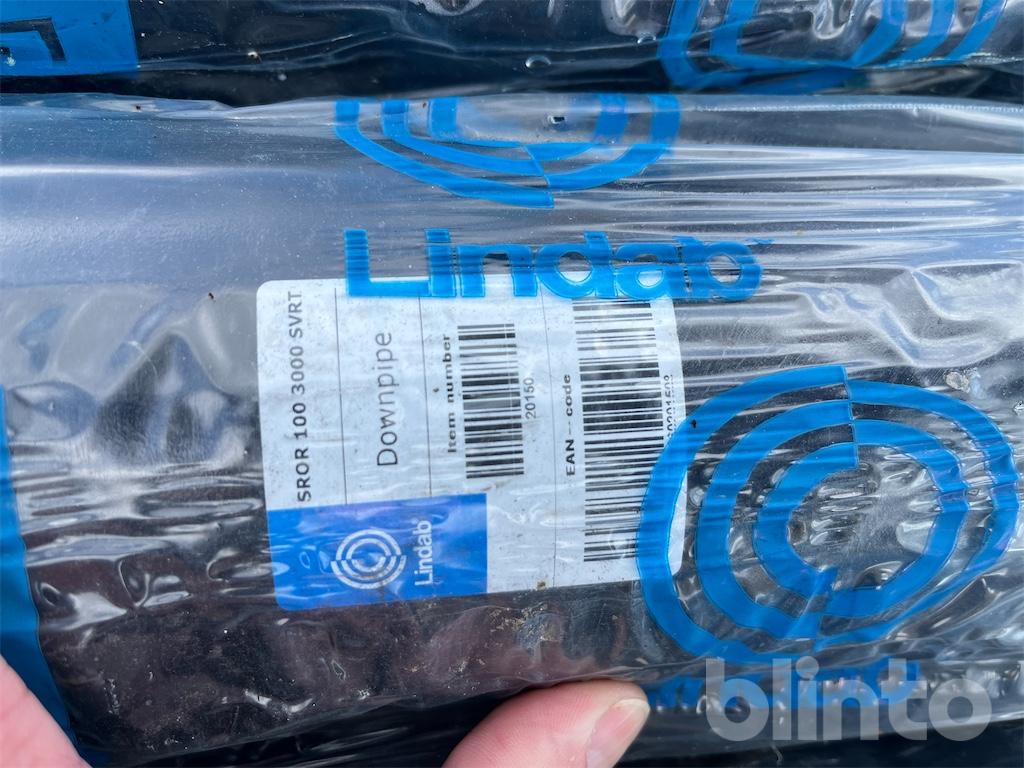 Lindab
SROR 100 3000 SVRT
Downpipe
Item number
20150
EAN - code
Lindab
blinto